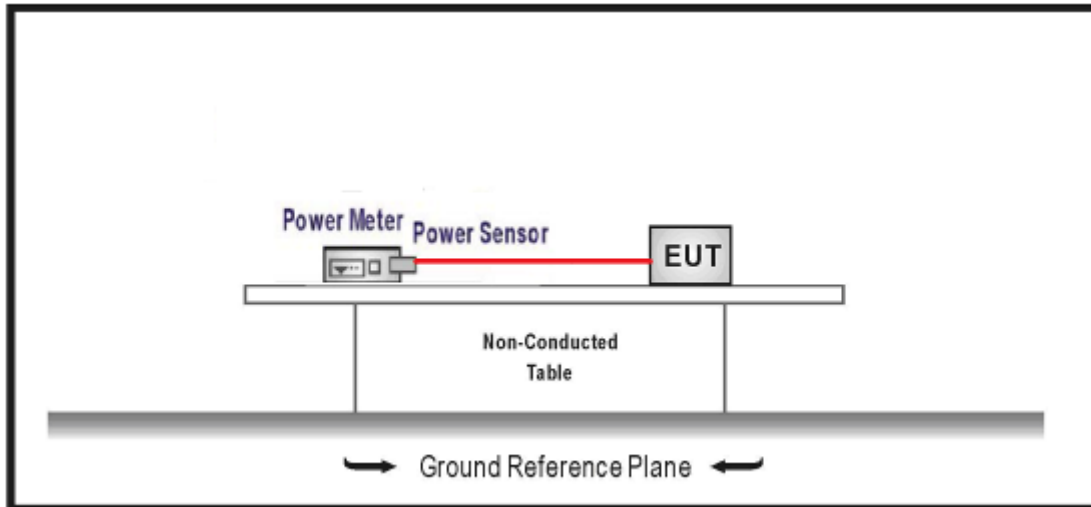 Power Meter
Power Sensor
EUT
Non-Conducted
Table
Ground Reference Plane